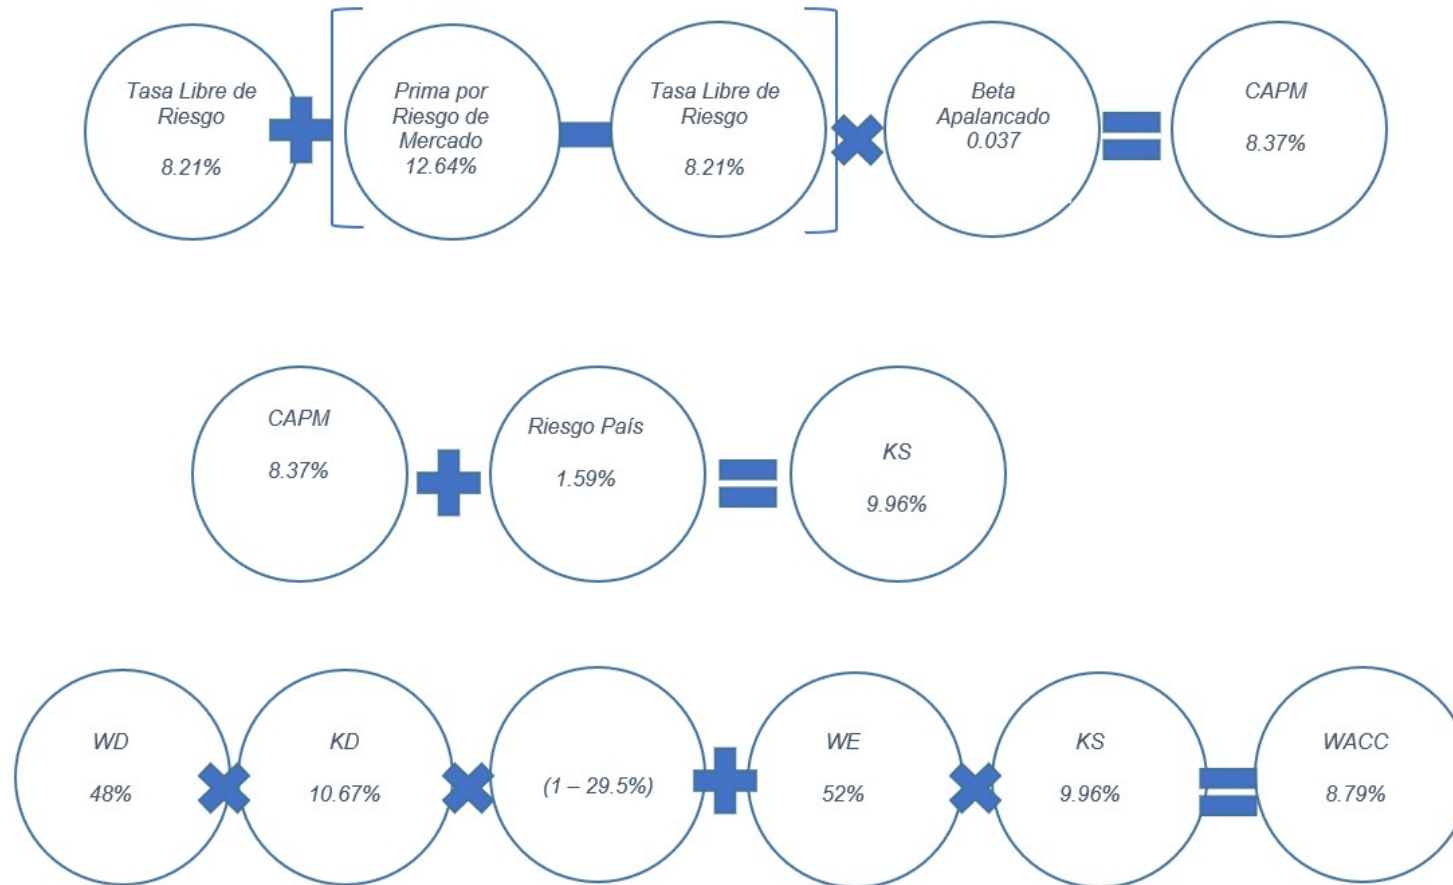 Tasa Libre de
Riesgo
8.21%
Prima por
Riesgo de
Mercado
12.64%
Tasa Libre de
Riesgo
8.21%
Beta
Apalancado
0.037
CAPM
8.37%
CAPM
8.37%
Riesgo País
1.59%
KS
9.96%
WD
48%
KD
10.67%
(1 – 29.5%)
WE
52%
KS
9.96%
WACC
8.79%